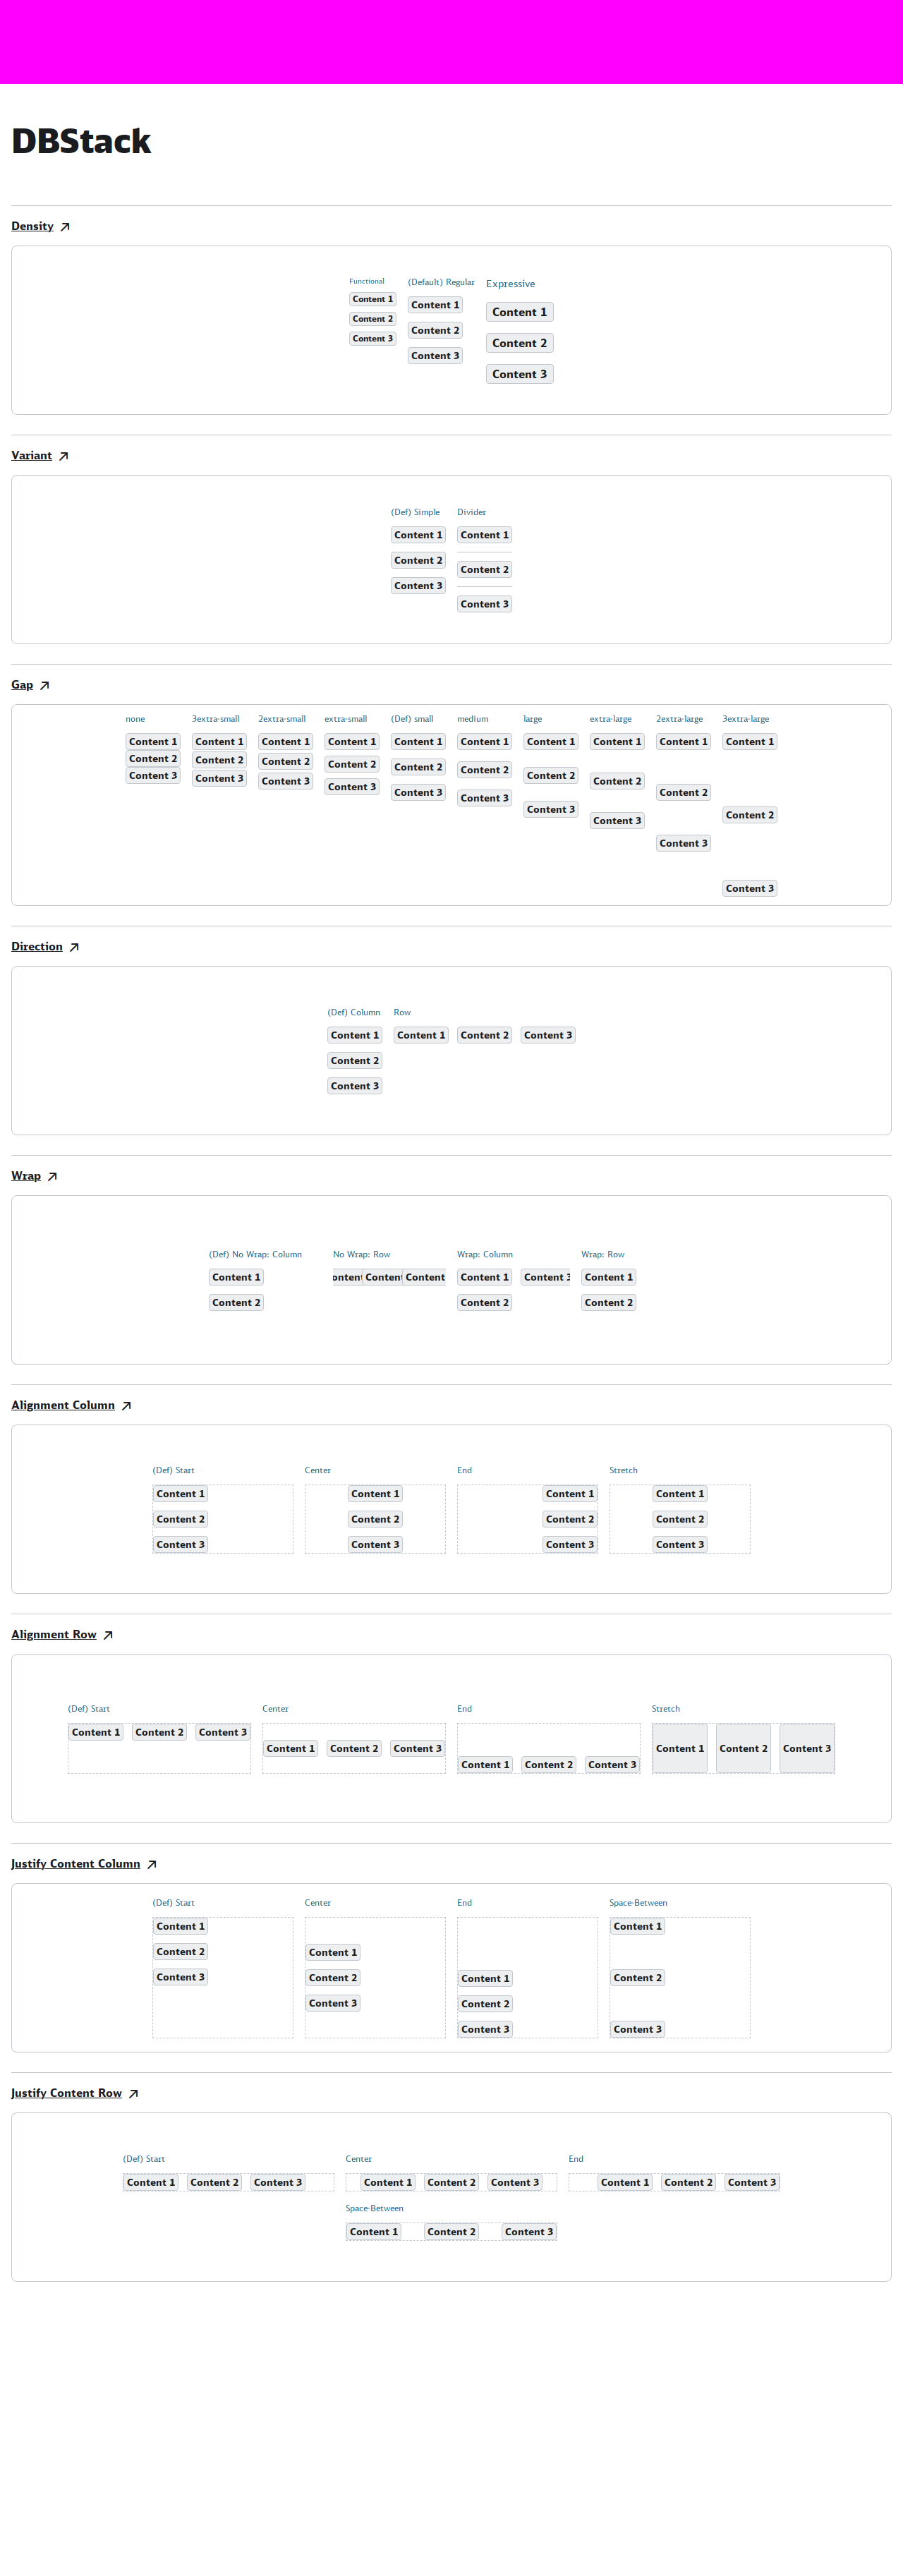 DBStack
Density
Functional (Default) Regular Expressive
Content 1 Content 1 Content 1
Content 2 Content 2 Content 2
Content 3 Content 3 Content 3
Variant
(Def) Simple Divider
Content 1 Content 1
Content 2 Content 2
Content 3 Content 3
Gap
none 3extra-small 2extra-small extra-small (Def) small medium large extra-large 2extra-large 3extra-large
Content 1 Content 1 Content 1 Content 1 Content 1 Content 1 Content 1 Content 1 Content 1 Content 1
Content 2 Content 2 Content 2 Content 2 Content 2 Content 2 Content 2 Content 2 Content 2 Content 2
Content 3 Content 3 Content 3 Content 3 Content 3 Content 3 Content 3 Content 3 Content 3 Content 3
Direction
(Def) Column Row
Content 1 Content 1 Content 2 Content 3
Content 2
Content 3
Wrap
(Def) No Wrap: Column No Wrap: Row Wrap: Column Wrap: Row
Content 1 ontent Content Content Content 1 Content 3 Content 1
Content 2 Content 2 Content 2
Alignment Column
(Def) Start Center End Stretch
Content 1 Content 1 Content 1 Content 1
Content 2 Content 2 Content 2 Content 2
Content 3 Content 3 Content 3 Content 3
Alignment Row
(Def) Start Center End Stretch
Content 1 Content 2 Content 3 Content 1 Content 2 Content 3 Content 1 Content 2 Content 3 Content 1 Content 2 Content 3
Justify Content Column
(Def) Start Center End Space-Between
Content 1 Content 1 Content 1 Content 1
Content 2 Content 2 Content 2 Content 2
Content 3 Content 3 Content 3 Content 3
Justify Content Row
(Def) Start Center End
Content 1 Content 2 Content 3 Content 1 Content 2 Content 3 Content 1 Content 2 Content 3
Space-Between
Content 1 Content 2 Content 3